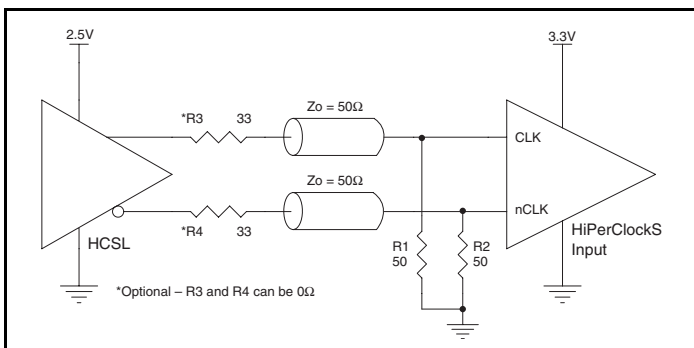 2.5V
3.3V
*R3 33
Zo = 50Ω
CLK
Zo = 50Ω
nCLK
*R4 33
HCSL
R1
50
R2
50
HiPerClockS
Input
*Optional – R3 and R4 can be 0Ω